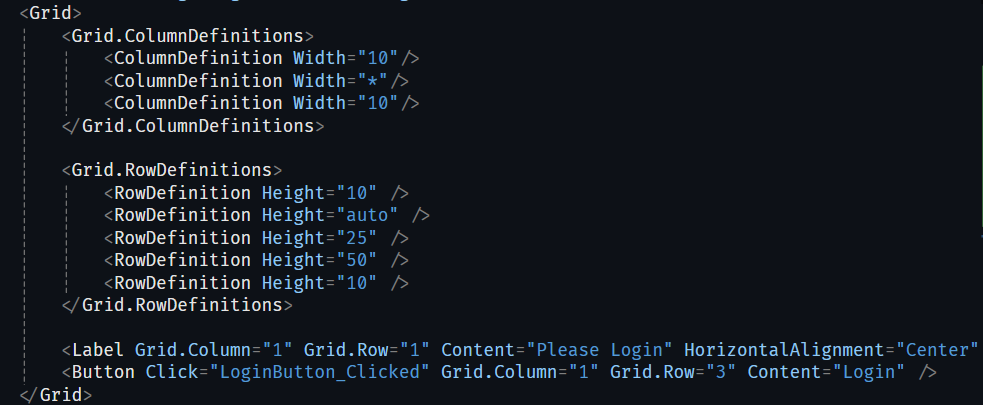 <Grid>
<Grid.ColumnDefinitions>
<ColumnDefinition Width="10"/>
<ColumnDefinition Width="*"/>
<ColumnDefinition Width="10"/>
</Grid.ColumnDefinitions>
<Grid.RowDefinitions>
<RowDefinition Height="10" />
<RowDefinition Height="auto" />
<RowDefinition Height="25" />
<RowDefinition Height="50" />
<RowDefinition Height="10" />
</Grid.RowDefinitions>
<Label Grid.Column="1" Grid.Row="1" Content="Please Login" HorizontalAlignment="Center"
<Button Click="LoginButton_Clicked" Grid.Column="1" Grid.Row="3" Content="Login" />
</Grid>